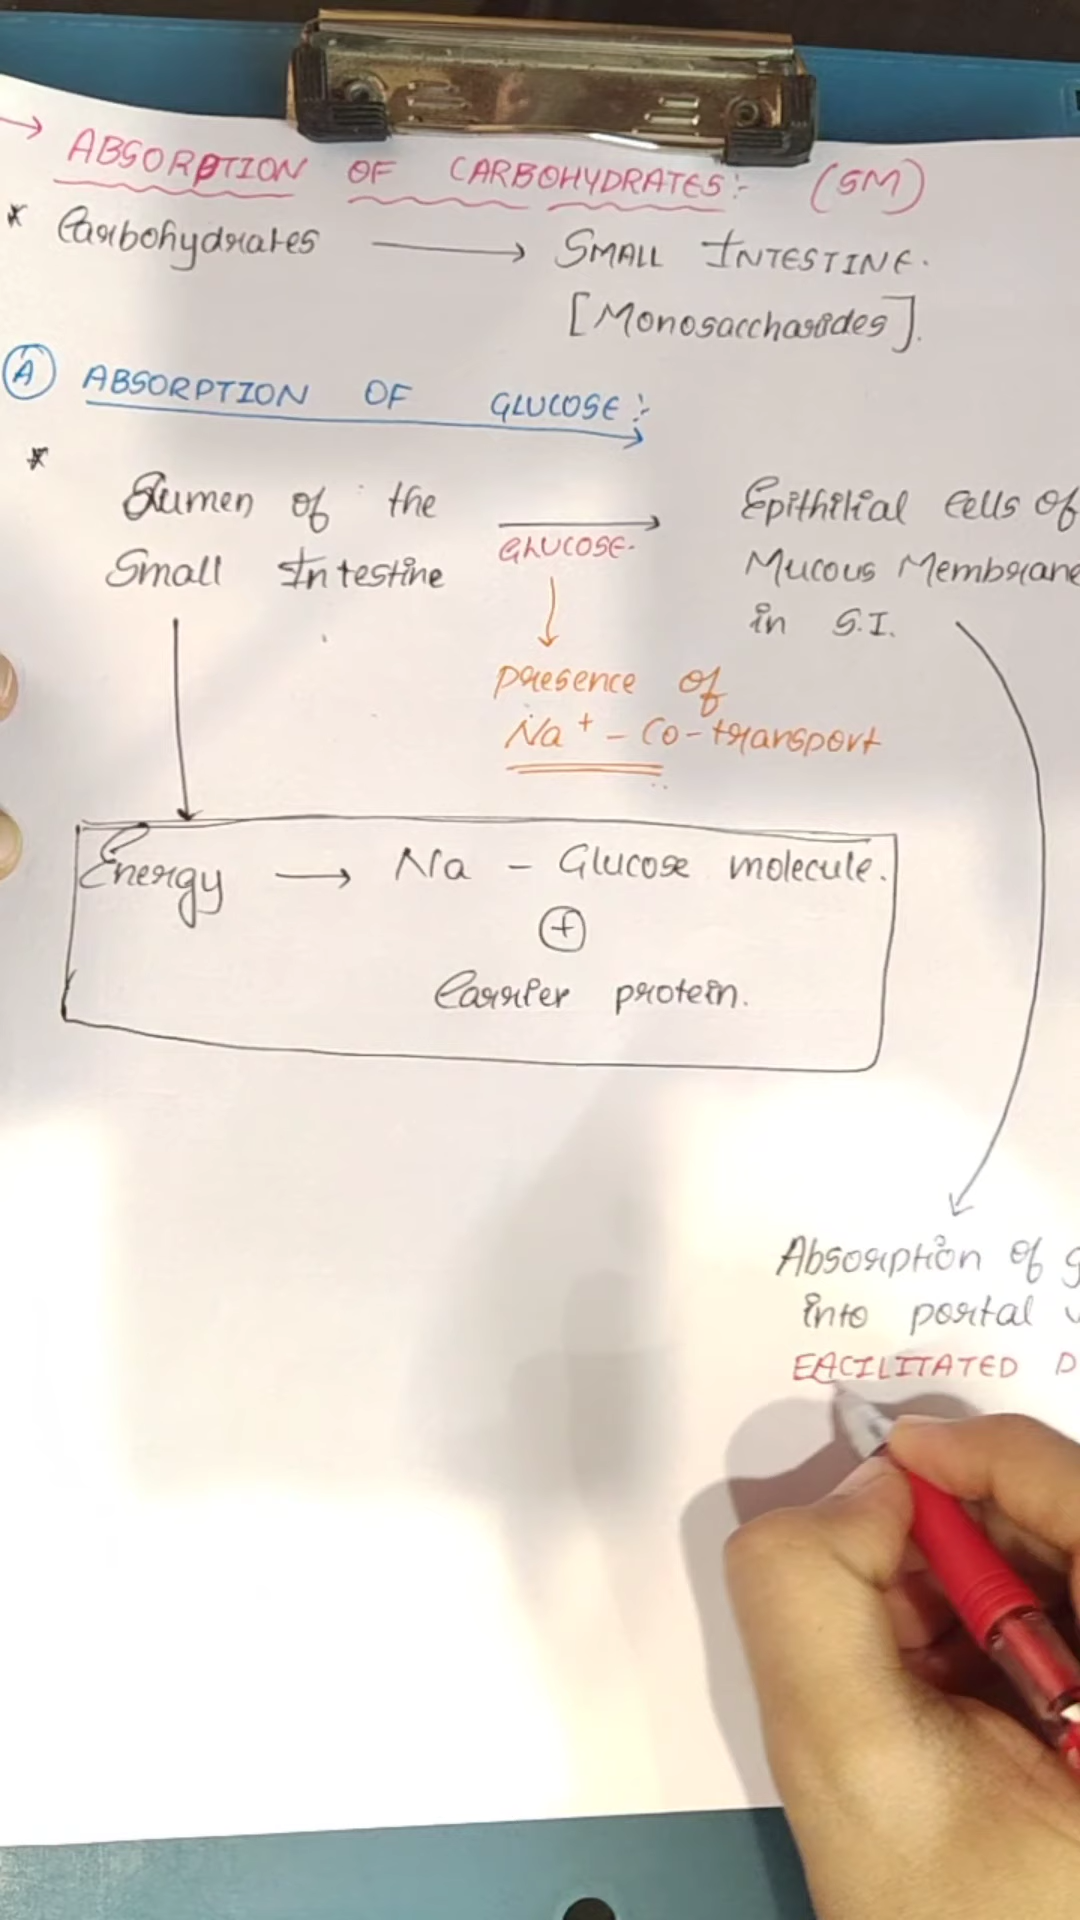 → ABSORPTION OF CARBOHYDRATES:- (5M)
* Carbohydrates → SMALL INTESTINE.
[Monosaccharides].
(A) ABSORPTION OF GLUCOSE:-
*
Lumen of the Small Intestine
→ GLUCOSE.
Epithilial Cells of
Mucous Membrane
in S.I.
↓
presence of
Na+ - Co-transport
Energy → Na - Glucose molecule.
(+)
Carrier protein.
Absorption of
into portal
FACILITATED D